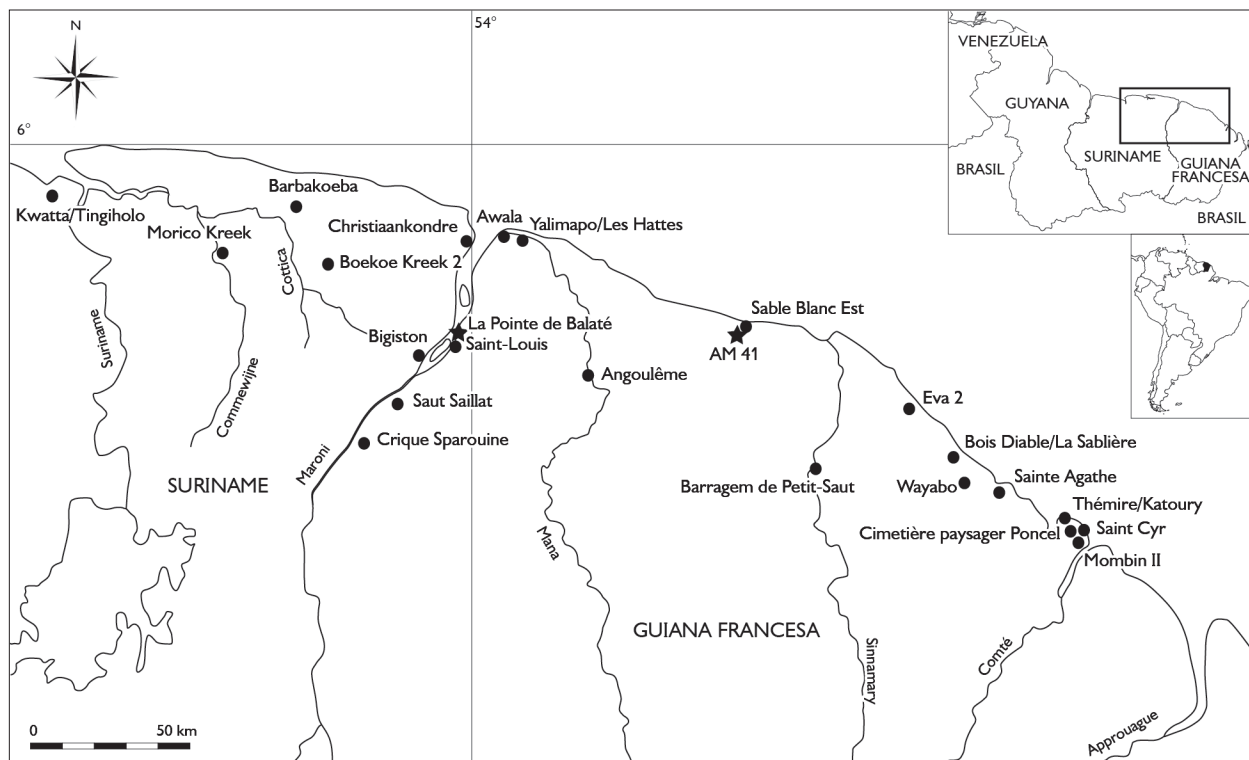 N
54°
6°
VENEZUELA
GUYANA
BRASIL
SURINAME
GUIANA
FRANCESA
BRASIL
Kwatta/Tingiholo
Barbakoeba
Morico Kreek
Christiaankondre
Awala
Yalimapo/Les Hattes
Boekoe Kreek 2
Cottica
Suriname
Commewijne
Bigiston
La Pointe de Balaté
Saint-Louis
Sable Blanc Est
AM 41
Angoulême
Saut Saillat
Crique Sparouine
Maroni
SURINAME
Eva 2
Bois Diable/La Sablière
Barragem de Petit-Saut
Wayabo
Sainte Agathe
Thémire/Katoury
Cimetière paysager Poncel
Saint Cyr
Mombin II
Mana
GUIANA FRANCESA
Sinnamary
Comté
Approuague
0 50 km